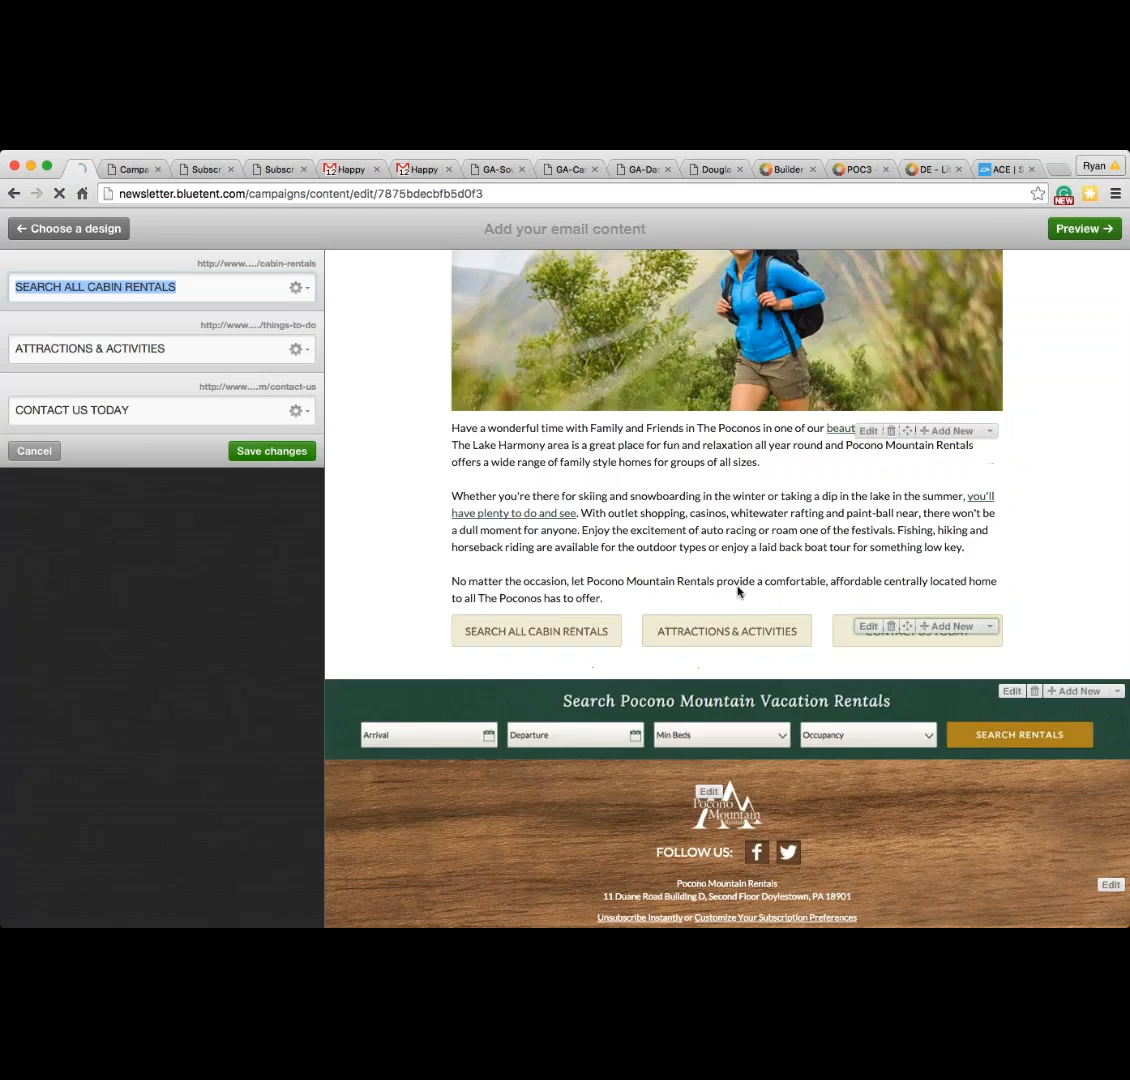 Campa
Subscr
Subscr
12
Happy
12
Happy
GA-So
GA-Ca
GA-Da
Dougla
Builder
POC3 -
DE - Li
ACE | S
Ryan
newsletter.bluetent.com/campaigns/content/edit/7875bdecbfb5d0f3
NEW
← Choose a design
Add your email content
Preview →
http://www..../cabin-rentals
SEARCH ALL CABIN RENTALS
http://www..../things-to-do
ATTRACTIONS & ACTIVITIES
http://www....m/contact-us
CONTACT US TODAY
Cancel
Save changes
Have a wonderful time with Family and Friends in The Poconos in one of our beaut
Edit
Add New
The Lake Harmony area is a great place for fun and relaxation all year round and Pocono Mountain Rentals
offers a wide range of family style homes for groups of all sizes.
Whether you're there for skiing and snowboarding in the winter or taking a dip in the lake in the summer, you'll
have plenty to do and see. With outlet shopping, casinos, whitewater rafting and paint-ball near, there won't be
a dull moment for anyone. Enjoy the excitement of auto racing or roam one of the festivals. Fishing, hiking and
horseback riding are available for the outdoor types or enjoy a laid back boat tour for something low key.
No matter the occasion, let Pocono Mountain Rentals provide a comfortable, affordable centrally located home
to all The Poconos has to offer.
SEARCH ALL CABIN RENTALS
ATTRACTIONS & ACTIVITIES
Edit
Add New
CONTACT US TODAY
Search Pocono Mountain Vacation Rentals
Edit
Add New
Arrival
Departure
Min Beds
Occupancy
SEARCH RENTALS
Edit
Pocono
Mountain
FOLLOW US:
Pocono Mountain Rentals
Edit
11 Duane Road Building D, Second Floor Doylestown, PA 18901
Unsubscribe Instantly or Customize Your Subscription Preferences